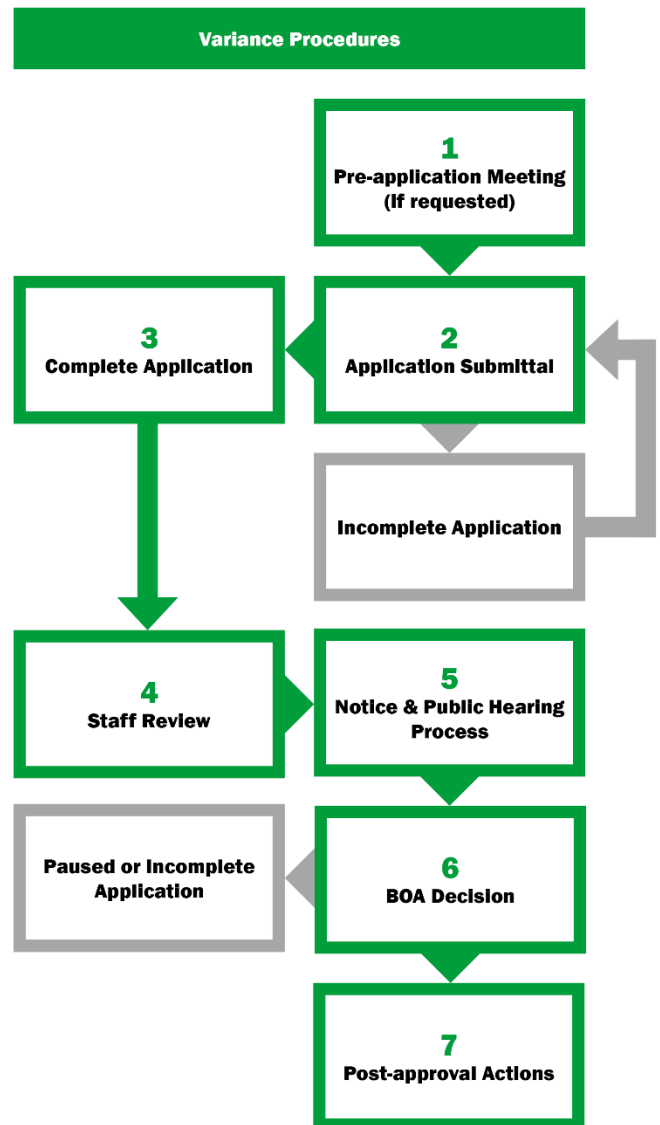 Variance Procedures
1
Pre-application Meeting
(If requested)
3
Complete Application
2
Application Submittal
Incomplete Application
4
Staff Review
5
Notice & Public Hearing
Process
Paused or Incomplete
Application
6
BOA Decision
7
Post-approval Actions